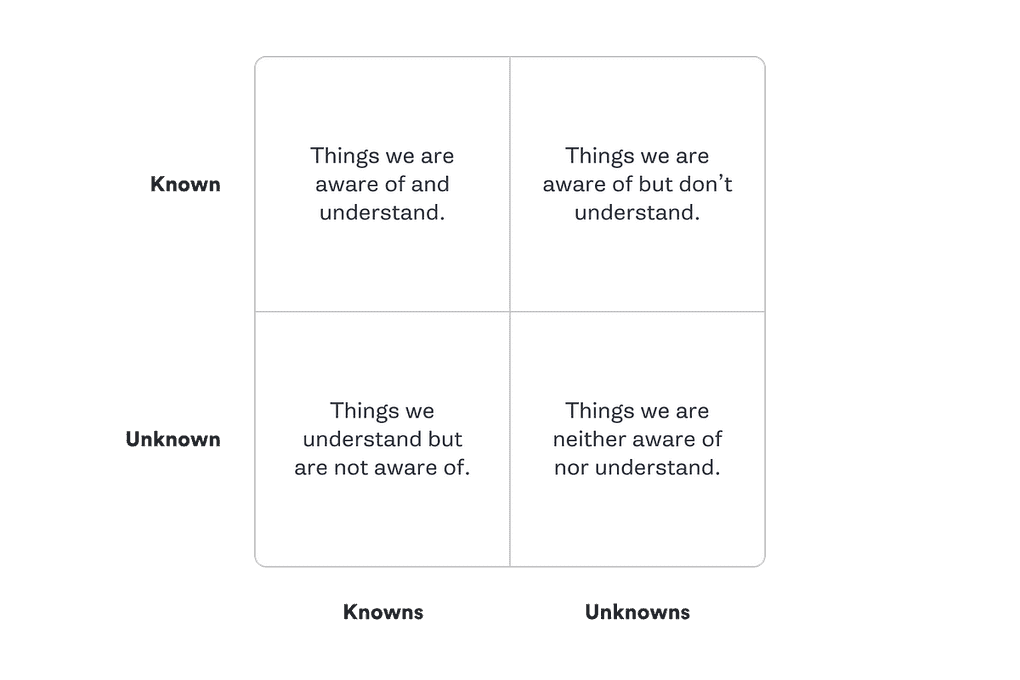 Known
Things we are
aware of and
understand.
Things we are
aware of but don’t
understand.
Unknown
Things we
understand but
are not aware of.
Things we are
neither aware of
nor understand.
Knowns
Unknowns